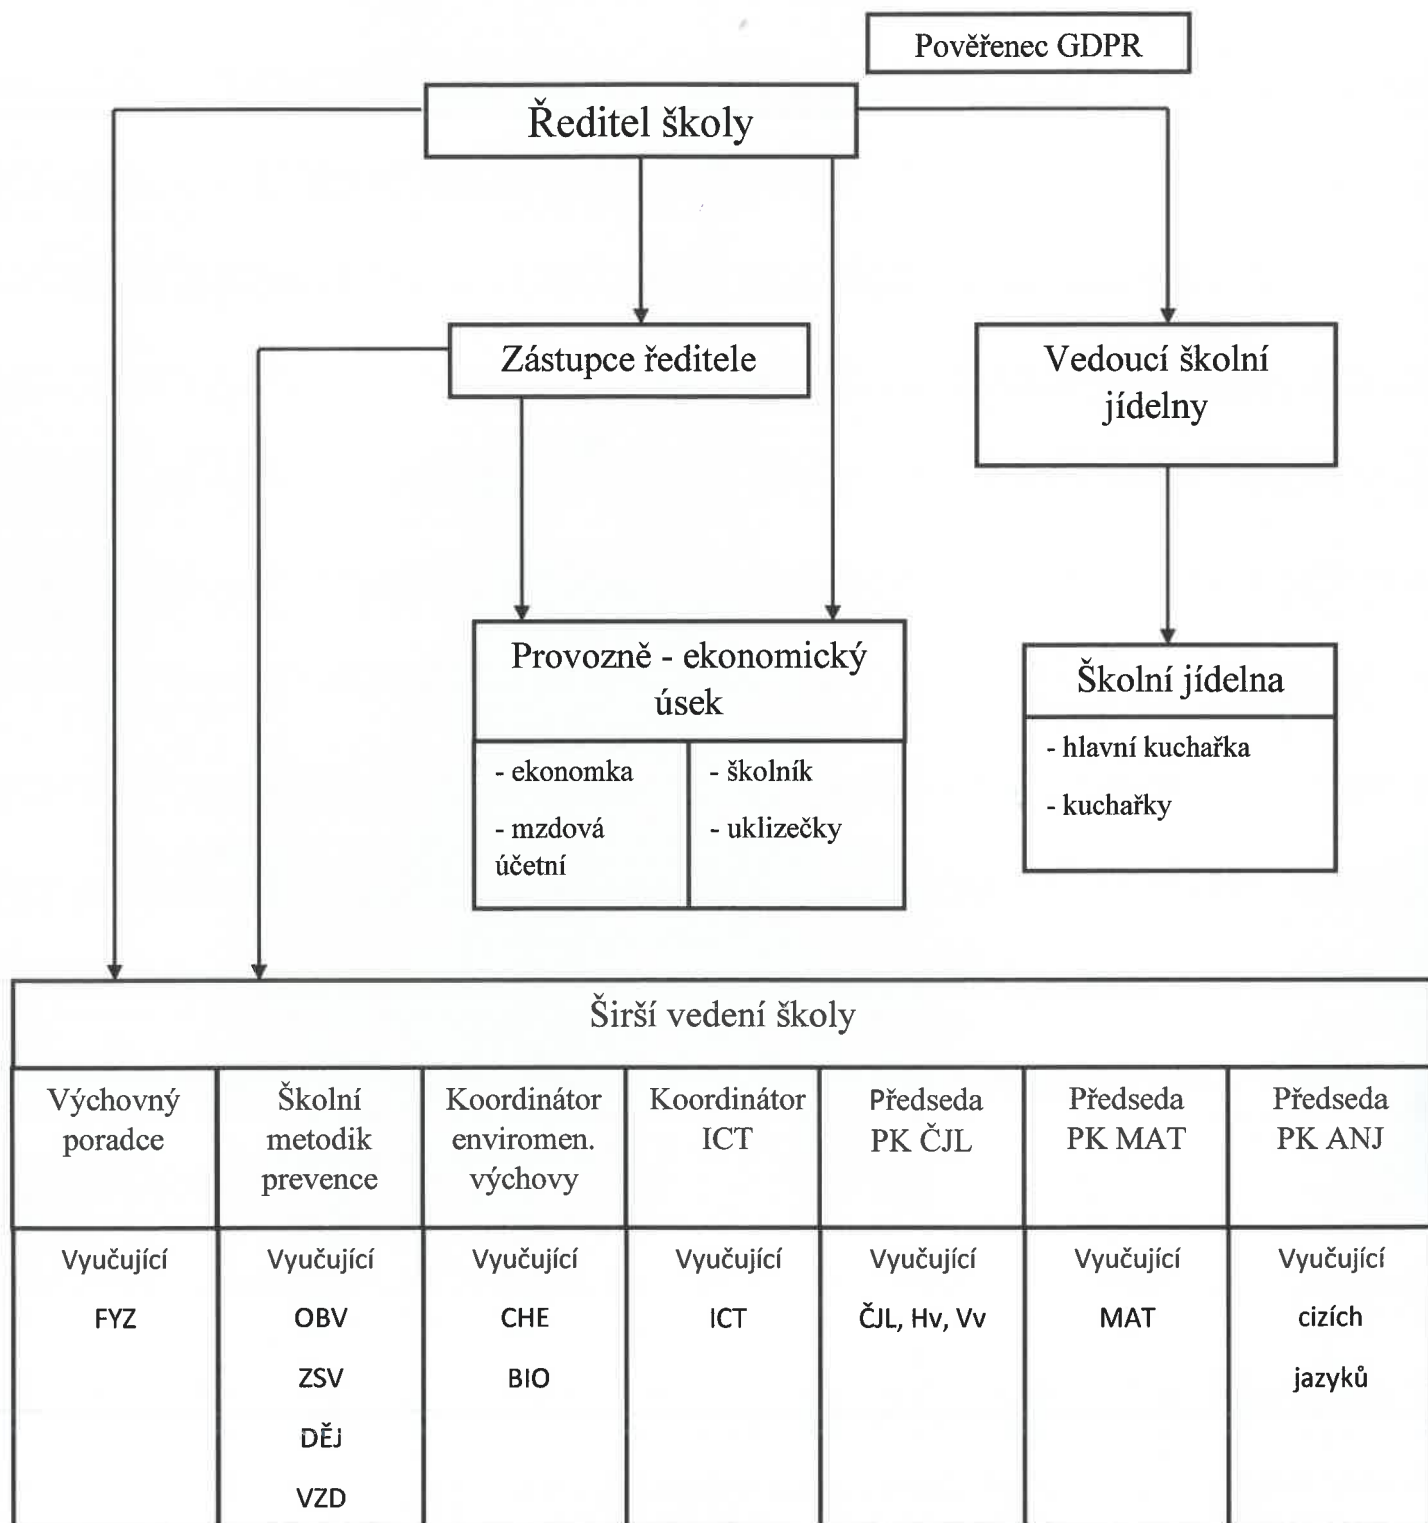 Pověřenec GDPR
Ředitel školy
Zástupce ředitele
Vedoucí školní
jídelny
Provozně - ekonomický
úsek
- ekonomka
- mzdová
účetní
- školník
- uklizečky
Školní jídelna
- hlavní kuchařka
- kuchařky
Širší vedení školy
Výchovný
poradce
Školní
metodik
prevence
Koordinátor
enviromen.
výchovy
Koordinátor
ICT
Předseda
PK ČJL
Předseda
PK MAT
Předseda
PK ANJ
Vyučující
FYZ
Vyučující
OBV
ZSV
DĚJ
VZD
Vyučující
CHE
BIO
Vyučující
ICT
Vyučující
ČJL, Hv, Vv
Vyučující
MAT
Vyučující
cizích
jazyků